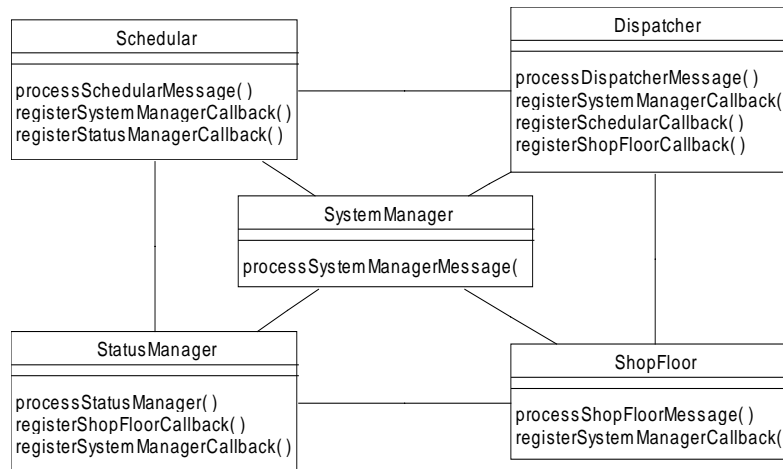 Schedular
processSchedularMessage( )
registerSystemManagerCallback( )
registerStatusManagerCallback( )
Dispatcher
processDispatcherMessage( )
registerSystemManagerCallback(
registerSchedularCallback( )
registerShopFloorCallback( )
SystemManager
processSystemManagerMessage(
StatusManager
processStatusManager( )
registerShopFloorCallback( )
registerSystemManagerCallback( )
ShopFloor
processShopFloorMessage( )
registerSystemManagerCallback(